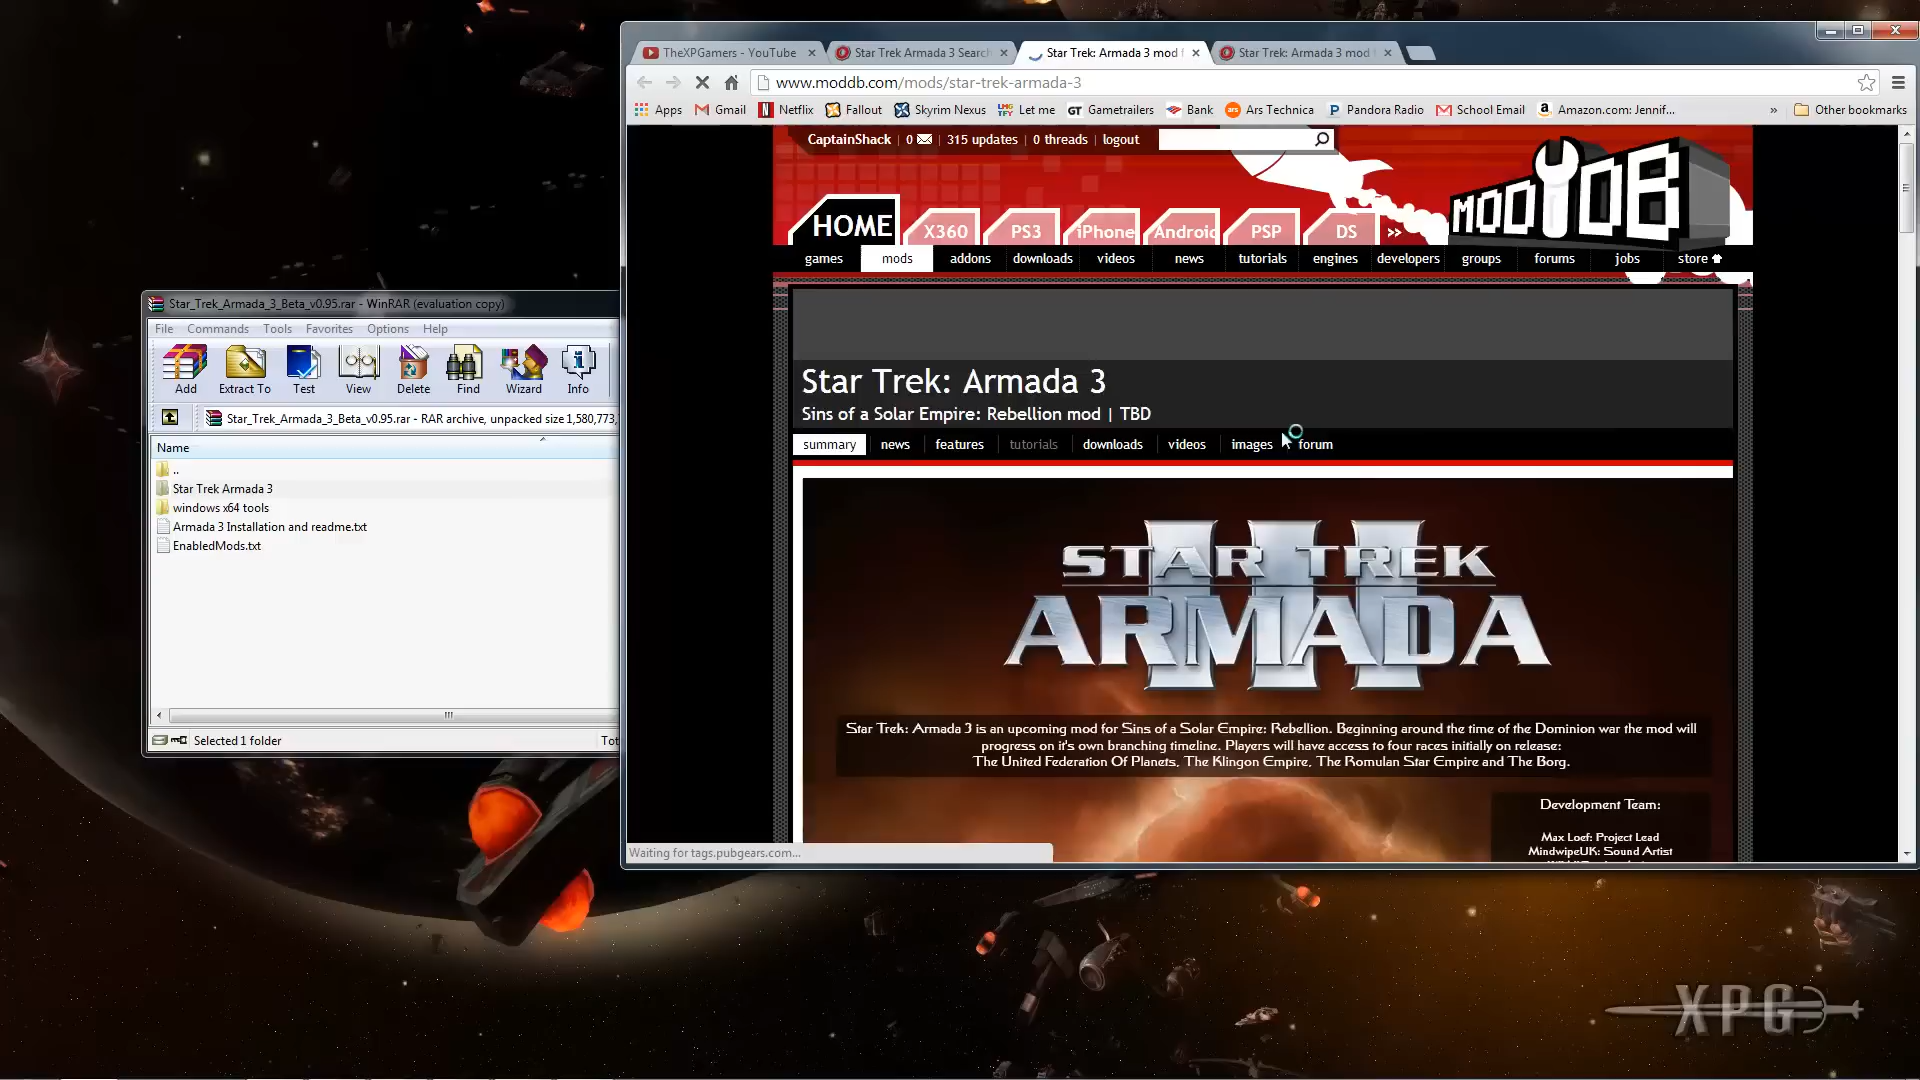 TheXPGamers - YouTube
Star Trek Armada 3 Search
Star Trek: Armada 3 mod f
Star Trek: Armada 3 mod f
www.moddb.com/mods/star-trek-armada-3
Apps
Gmail
Netflix
Fallout
Skyrim Nexus
LMG TFY
Let me
GT
Gametrailers
Bank
ars
Ars Technica
P
Pandora Radio
School Email
a
Amazon.com: Jennif...
»
Other bookmarks
CaptainShack | 0 | 315 updates | 0 threads | logout
MOD DB
HOME
X360
PS3
iPhone
Android
PSP
DS
>>
games
mods
addons
downloads
videos
news
tutorials
engines
developers
groups
forums
jobs
store
Star Trek: Armada 3
Sins of a Solar Empire: Rebellion mod | TBD
summary
news
features
tutorials
downloads
videos
images
forum
III
STAR TREK
ARMADA
Star Trek: Armada 3 is an upcoming mod for Sins of a Solar Empire: Rebellion. Beginning around the time of the Dominion war the mod will
progress on it's own branching timeline. Players will have access to four races initially on release:
The United Federation Of Planets, The Klingon Empire, The Romulan Star Empire and The Borg.
Development Team:
Max Loef: Project Lead
MindwipeUK: Sound Artist
Waiting for tags.pubgears.com...
Star_Trek_Armada_3_Beta_v0.95.rar - WinRAR (evaluation copy)
File
Commands
Tools
Favorites
Options
Help
Add
Extract To
Test
View
Delete
Find
Wizard
Info
Star_Trek_Armada_3_Beta_v0.95.rar - RAR archive, unpacked size 1,580,773,
Name
..
Star Trek Armada 3
windows x64 tools
Armada 3 Installation and readme.txt
EnabledMods.txt
Selected 1 folder
Tot
XPG